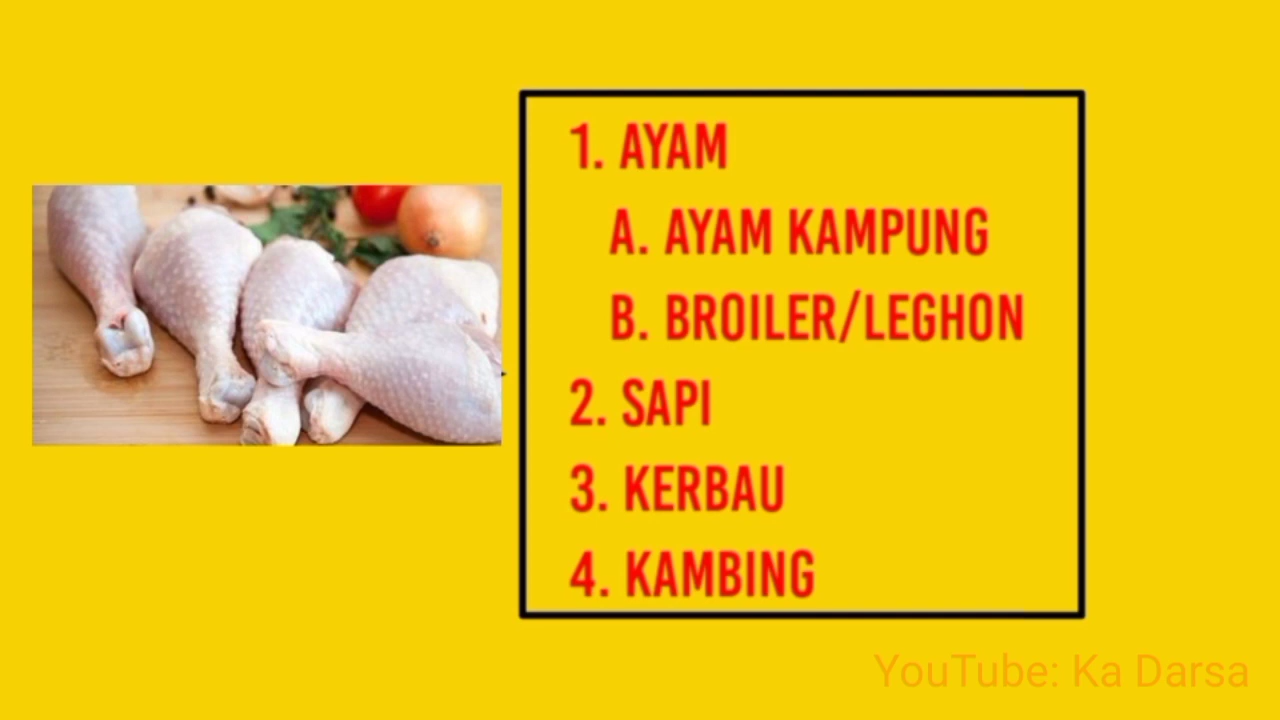 1. AYAM
A. AYAM KAMPUNG
B. BROILER/LEGHON
2. SAPI
3. KERBAU
4. KAMBING
YouTube: Ka Darsa